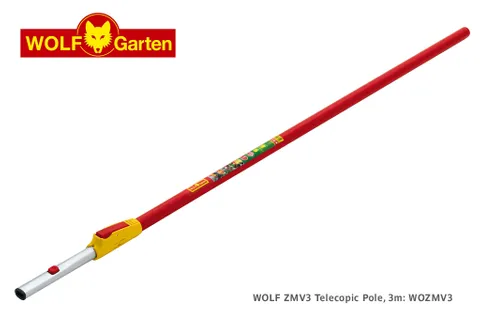 WOLF Garten
WOLF ZMV3 Telecopic Pole, 3m: WOZMV3